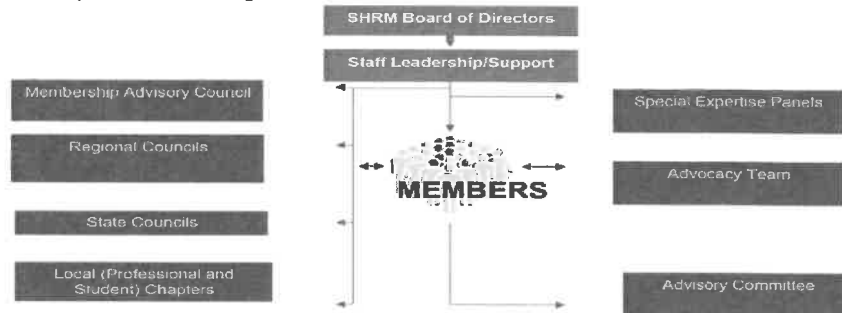 SHRM Board of Directors
Staff Leadership/Support
Membership Advisory Council
Regional Councils
State Councils
Local (Professional and
Student) Chapters
MEMBERS
Special Expertise Panels
Advocacy Team
Advisory Committee